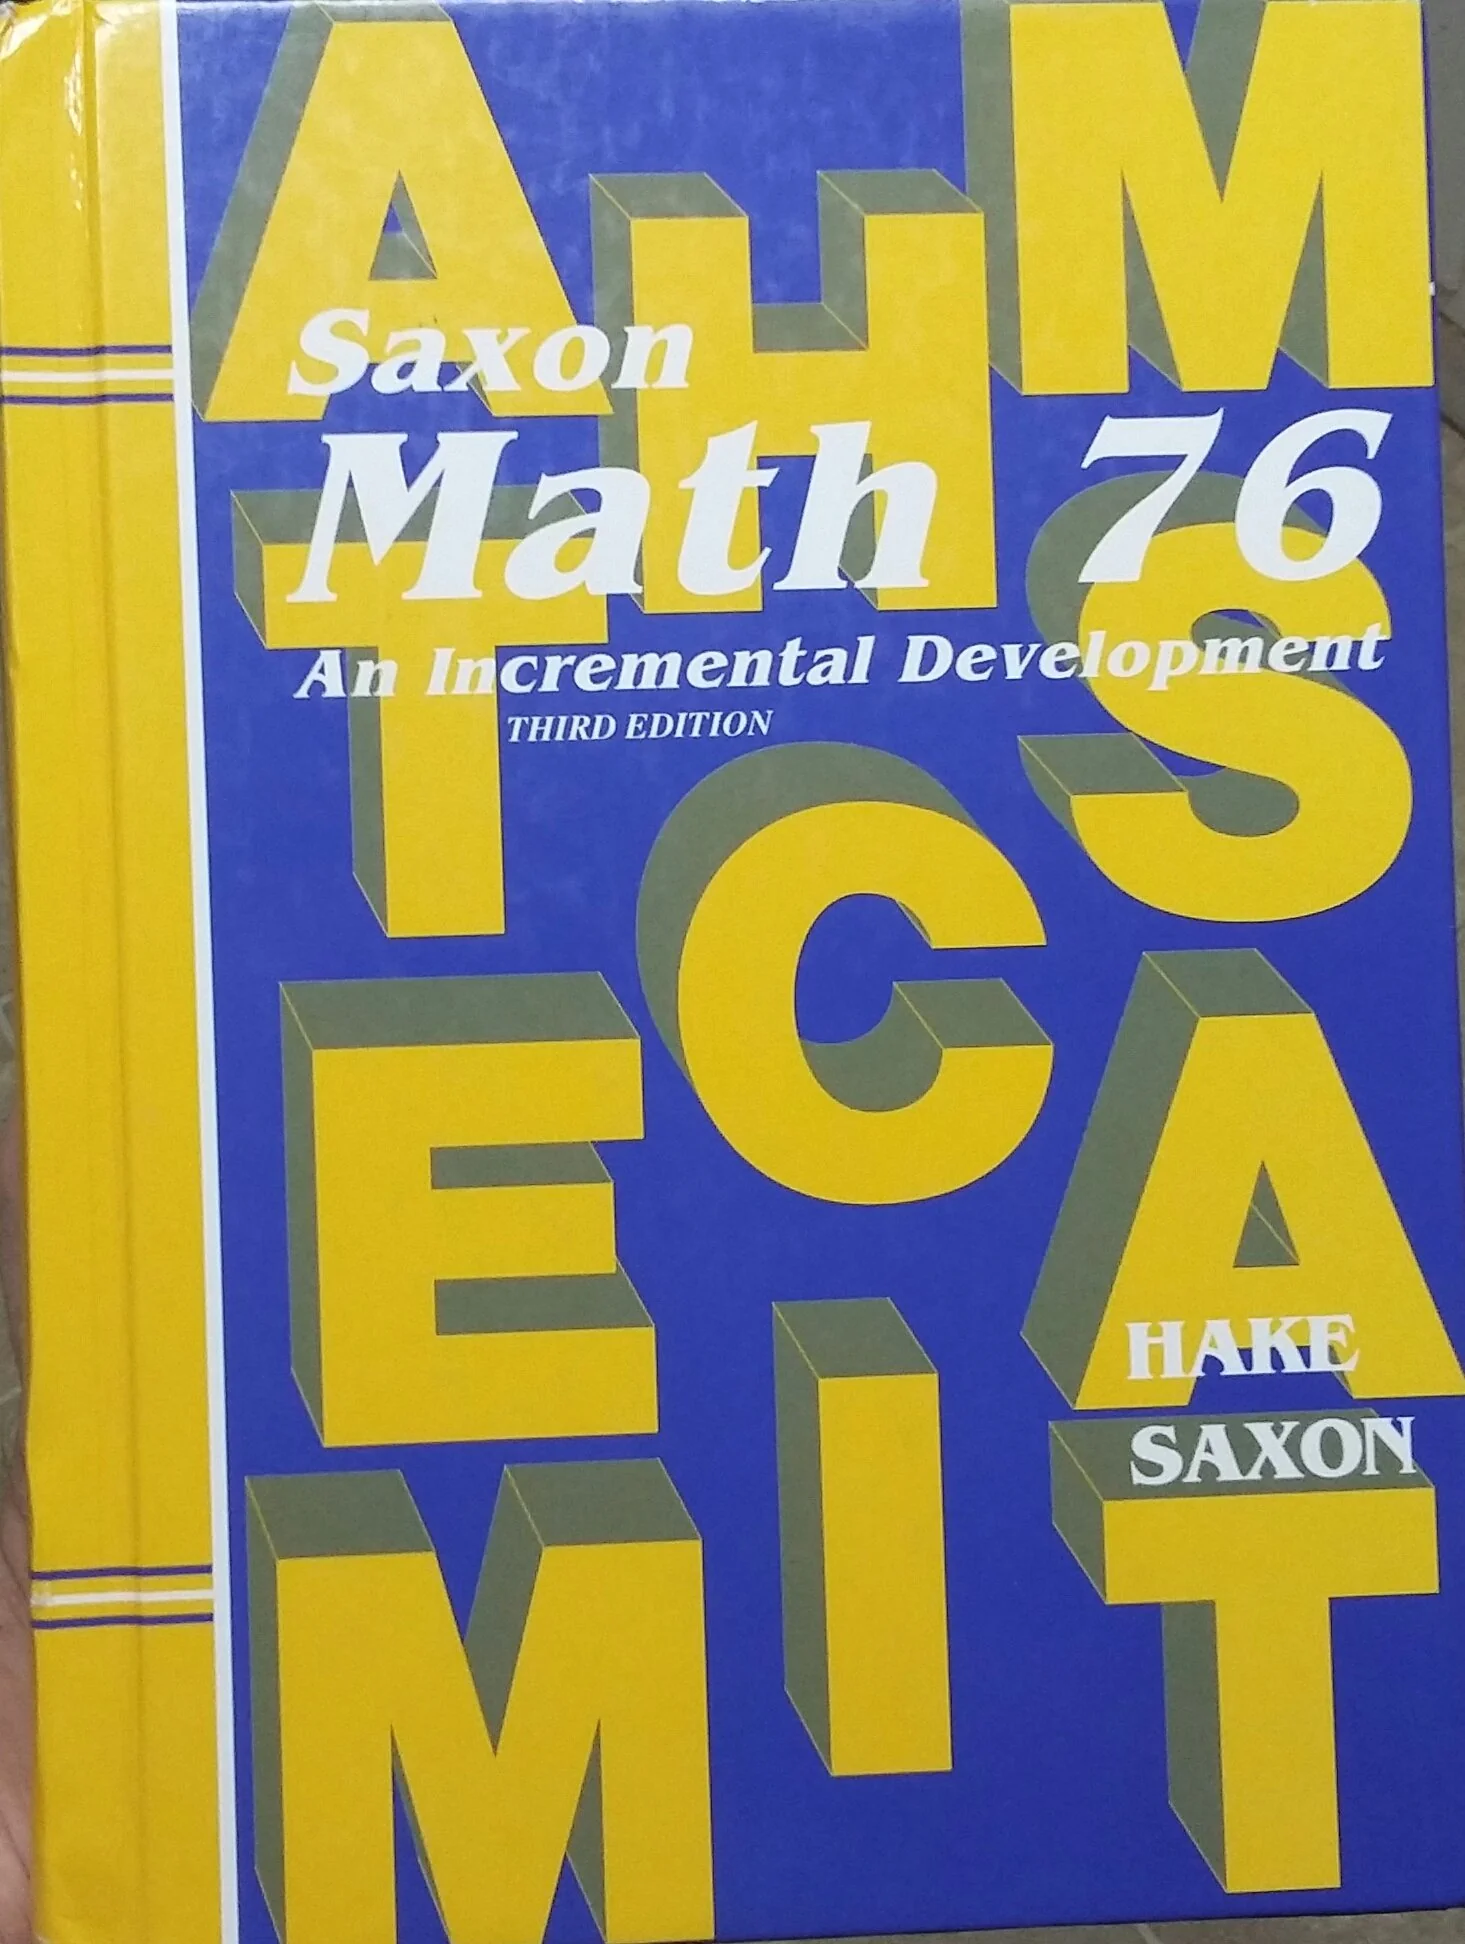 A H M
Saxon
Math 76
An Incremental Development
THIRD EDITION
T S
C
E A
HAKE
SAXON
M I T